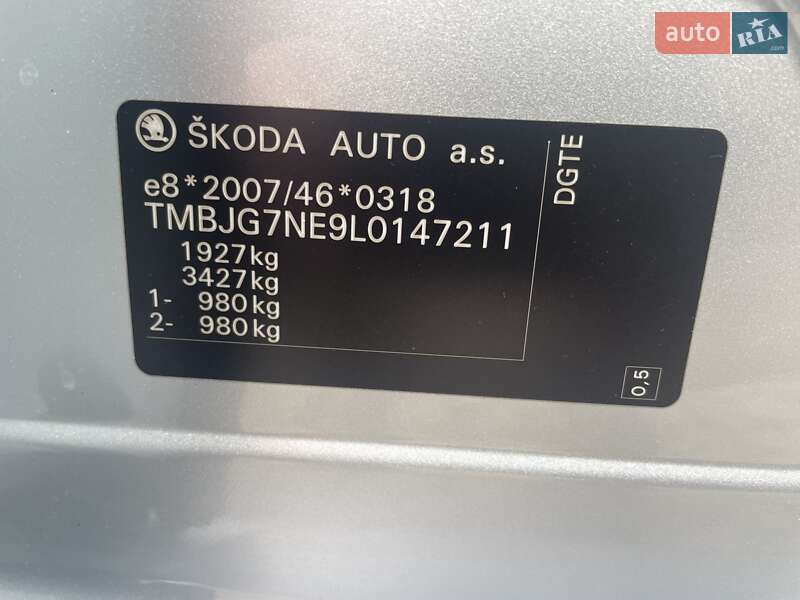 auto RIA
ŠKODA AUTO a.s.
e8*2007/46*0318
TMBJG7NE9L0147211
1927kg
3427kg
1- 980kg
2- 980kg
DGTE
0,5